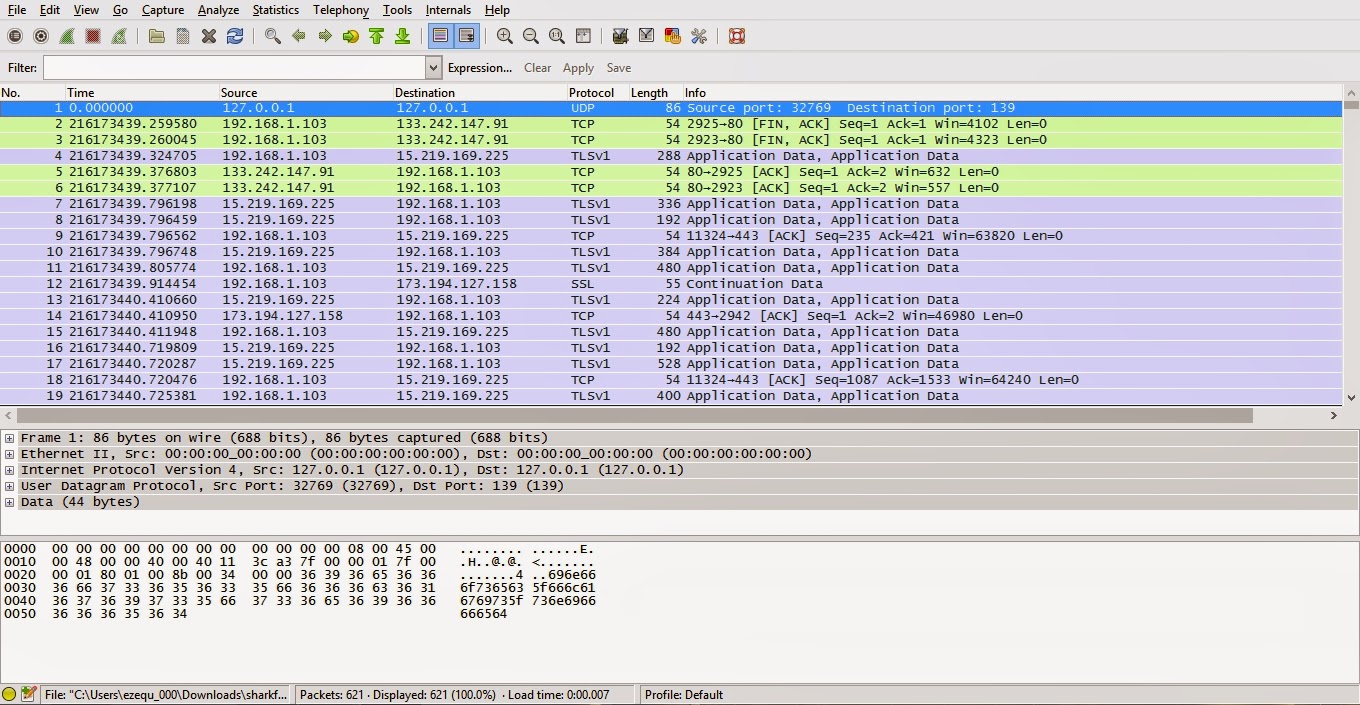 File Edit View Go Capture Analyze Statistics Telephony Tools Internals Help
Filter: Expression... Clear Apply Save
No. Time Source Destination Protocol Length Info
1 0.000000 127.0.0.1 127.0.0.1 UDP 86 Source port: 32769 Destination port: 139
2 216173439.259580 192.168.1.103 133.242.147.91 TCP 54 2925→80 [FIN, ACK] Seq=1 Ack=1 Win=4102 Len=0
3 216173439.260045 192.168.1.103 133.242.147.91 TCP 54 2923→80 [FIN, ACK] Seq=1 Ack=1 Win=4323 Len=0
4 216173439.324705 192.168.1.103 15.219.169.225 TLSv1 288 Application Data, Application Data
5 216173439.376803 133.242.147.91 192.168.1.103 TCP 54 80→2925 [ACK] Seq=1 Ack=2 Win=632 Len=0
6 216173439.377107 133.242.147.91 192.168.1.103 TCP 54 80→2923 [ACK] Seq=1 Ack=2 Win=557 Len=0
7 216173439.796198 15.219.169.225 192.168.1.103 TLSv1 336 Application Data, Application Data
8 216173439.796459 15.219.169.225 192.168.1.103 TLSv1 192 Application Data, Application Data
9 216173439.796562 192.168.1.103 15.219.169.225 TCP 54 11324→443 [ACK] Seq=235 Ack=421 Win=63820 Len=0
10 216173439.796748 15.219.169.225 192.168.1.103 TLSv1 384 Application Data, Application Data
11 216173439.805774 192.168.1.103 15.219.169.225 TLSv1 480 Application Data, Application Data
12 216173439.914454 192.168.1.103 173.194.127.158 SSL 55 Continuation Data
13 216173440.410660 15.219.169.225 192.168.1.103 TLSv1 224 Application Data, Application Data
14 216173440.410950 173.194.127.158 192.168.1.103 TCP 54 443→2942 [ACK] Seq=1 Ack=2 Win=46980 Len=0
15 216173440.411948 192.168.1.103 15.219.169.225 TLSv1 480 Application Data, Application Data
16 216173440.719809 15.219.169.225 192.168.1.103 TLSv1 192 Application Data, Application Data
17 216173440.720287 15.219.169.225 192.168.1.103 TLSv1 528 Application Data, Application Data
18 216173440.720476 192.168.1.103 15.219.169.225 TCP 54 11324→443 [ACK] Seq=1087 Ack=1533 Win=64240 Len=0
19 216173440.725381 192.168.1.103 15.219.169.225 TLSv1 400 Application Data, Application Data
Frame 1: 86 bytes on wire (688 bits), 86 bytes captured (688 bits)
Ethernet II, Src: 00:00:00_00:00:00 (00:00:00:00:00:00), Dst: 00:00:00_00:00:00 (00:00:00:00:00:00)
Internet Protocol Version 4, Src: 127.0.0.1 (127.0.0.1), Dst: 127.0.0.1 (127.0.0.1)
User Datagram Protocol, Src Port: 32769 (32769), Dst Port: 139 (139)
Data (44 bytes)
0000 00 00 00 00 00 00 00 00 00 00 00 00 08 00 45 00 ........ ......E.
0010 00 48 00 00 40 00 40 11 3c a3 7f 00 00 01 7f 00 .H..@.@. <.......
0020 00 01 80 01 00 8b 00 34 00 00 36 39 36 65 36 36 .......4 ..696e66
0030 36 66 37 33 36 35 36 33 35 66 36 36 36 63 36 31 6f736563 5f666c61
0040 36 37 36 39 37 33 35 66 37 33 36 65 36 39 36 36 6769735f 736e6966
0050 36 36 36 35 36 34 666564
File: "C:\Users\ezequ_000\Downloads\sharkf... Packets: 621 · Displayed: 621 (100.0%) · Load time: 0:00.007 Profile: Default